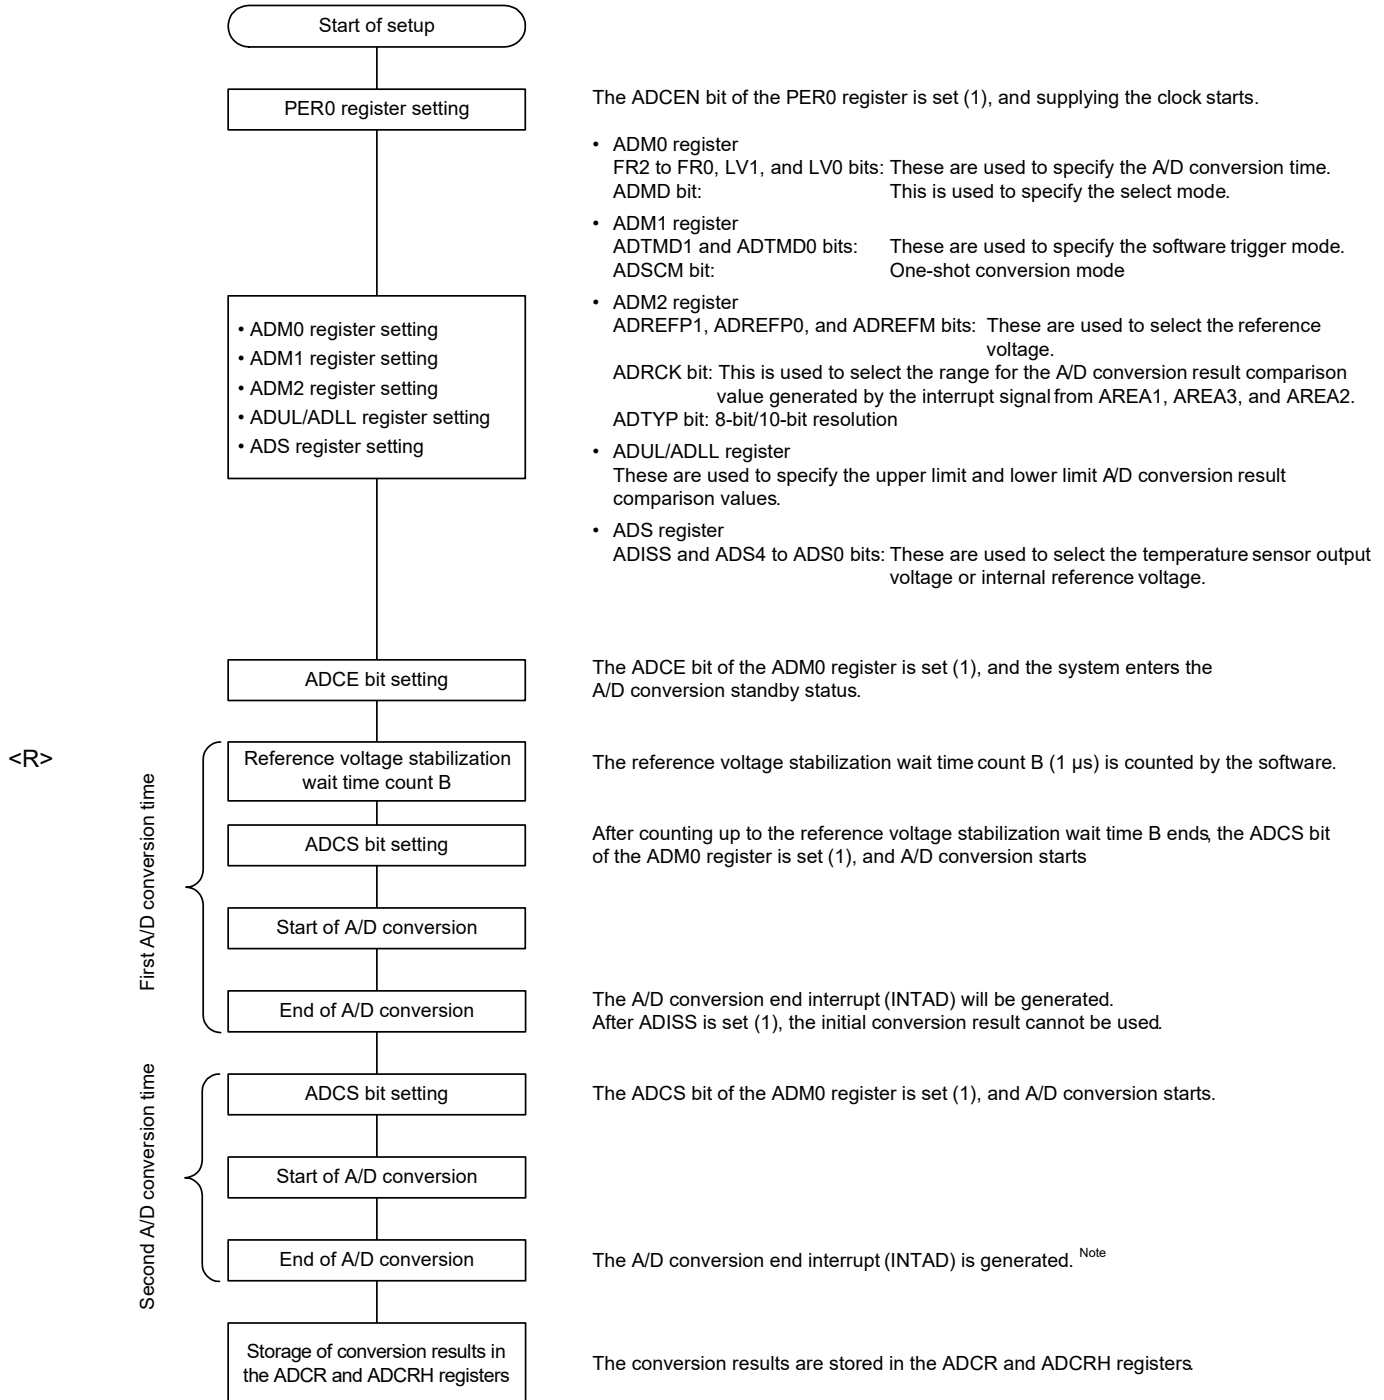 Start of setup
PER0 register setting
The ADCEN bit of the PER0 register is set (1), and supplying the clock starts.
• ADM0 register
FR2 to FR0, LV1, and LV0 bits: These are used to specify the A/D conversion time.
ADMD bit: This is used to specify the select mode.
• ADM1 register
ADTMD1 and ADTMD0 bits: These are used to specify the software trigger mode.
ADSCM bit: One-shot conversion mode
• ADM2 register
ADREFP1, ADREFP0, and ADREFM bits: These are used to select the reference
voltage.
ADRCK bit: This is used to select the range for the A/D conversion result comparison
value generated by the interrupt signal from AREA1, AREA3, and AREA2.
ADTYP bit: 8-bit/10-bit resolution
• ADUL/ADLL register
These are used to specify the upper limit and lower limit A/D conversion result
comparison values.
• ADS register
ADISS and ADS4 to ADS0 bits: These are used to select the temperature sensor output
voltage or internal reference voltage.
• ADM0 register setting
• ADM1 register setting
• ADM2 register setting
• ADUL/ADLL register setting
• ADS register setting
ADCE bit setting
The ADCE bit of the ADM0 register is set (1), and the system enters the
A/D conversion standby status.
<R>
First A/D conversion time
Reference voltage stabilization
wait time count B
The reference voltage stabilization wait time count B (1 µs) is counted by the software.
ADCS bit setting
After counting up to the reference voltage stabilization wait time B ends, the ADCS bit
of the ADM0 register is set (1), and A/D conversion starts
Start of A/D conversion
End of A/D conversion
The A/D conversion end interrupt (INTAD) will be generated.
After ADISS is set (1), the initial conversion result cannot be used.
Second A/D conversion time
ADCS bit setting
The ADCS bit of the ADM0 register is set (1), and A/D conversion starts.
Start of A/D conversion
End of A/D conversion
The A/D conversion end interrupt (INTAD) is generated. Note
Storage of conversion results in
the ADCR and ADCRH registers
The conversion results are stored in the ADCR and ADCRH registers.